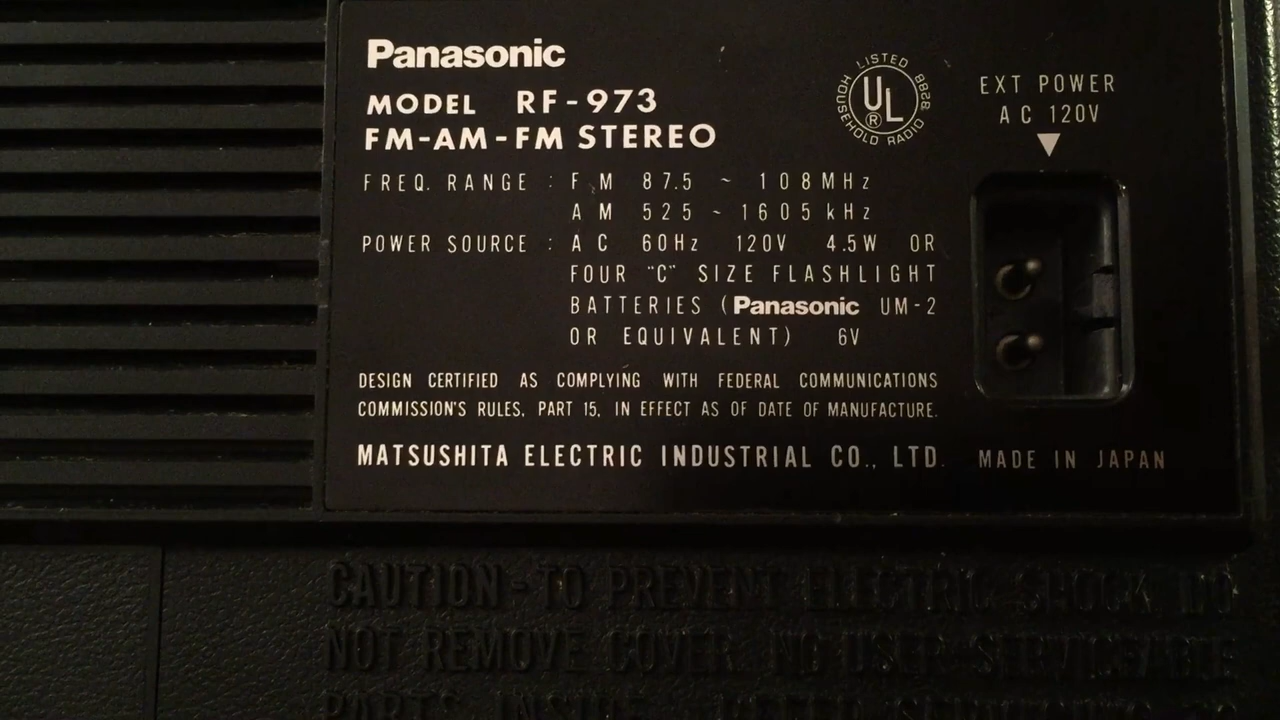 Panasonic
MODEL RF-973
FM-AM-FM STEREO
LISTED 882B
UL ®
HOUSEHOLD RADIO
EXT POWER
AC 120V
FREQ. RANGE : FM 87.5 ~ 108MHz
AM 525 ~ 1605 kHz
POWER SOURCE : AC 60Hz 120V 4.5W OR
FOUR "C" SIZE FLASHLIGHT
BATTERIES (Panasonic UM-2
OR EQUIVALENT) 6V
DESIGN CERTIFIED AS COMPLYING WITH FEDERAL COMMUNICATIONS
COMMISSION'S RULES, PART 15, IN EFFECT AS OF DATE OF MANUFACTURE.
MATSUSHITA ELECTRIC INDUSTRIAL CO., LTD. MADE IN JAPAN
CAUTION-TO PREVENT ELECTRIC SHOCK DO
NOT REMOVE COVER. NO USER-SERVICEABLE
PARTS INSIDE.